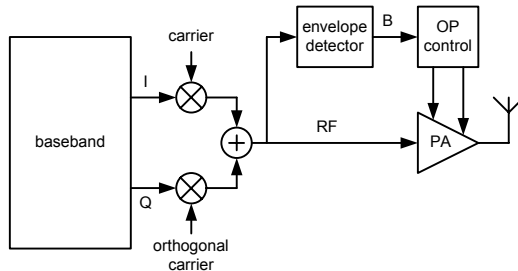 carrier
envelope
detector
B
OP
control
I
baseband
RF
PA
Q
orthogonal
carrier